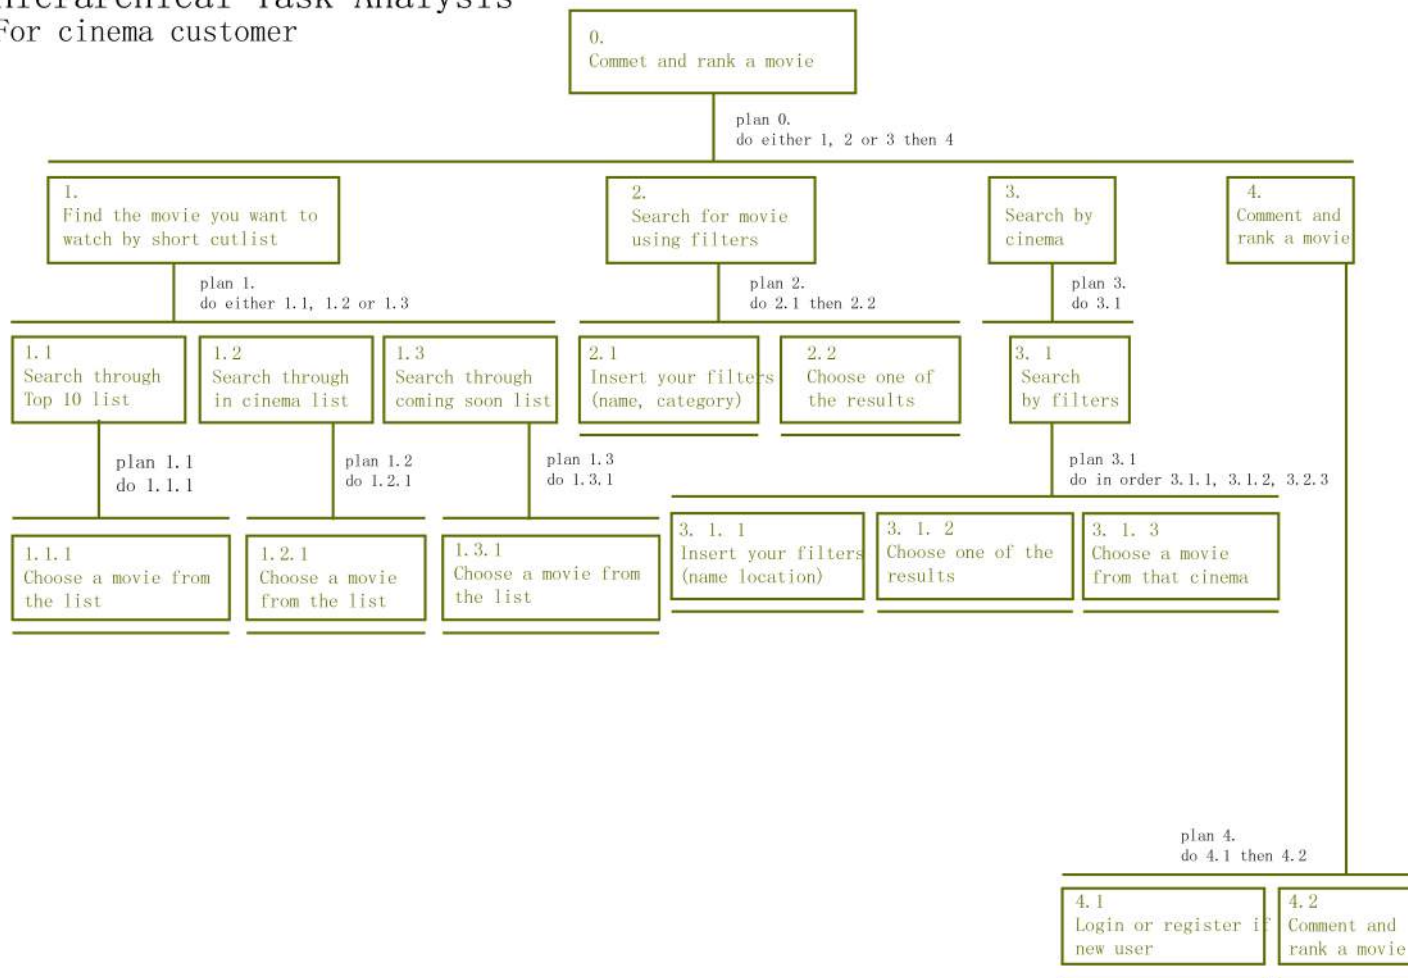 Hierarchical Task Analysis
For cinema customer
0.
Commet and rank a movie
plan 0.
do either 1, 2 or 3 then 4
1.
Find the movie you want to
watch by short cutlist
2.
Search for movie
using filters
3.
Search by
cinema
4.
Comment and
rank a movie
plan 1.
do either 1.1, 1.2 or 1.3
plan 2.
do 2.1 then 2.2
plan 3.
do 3.1
1.1
Search through
Top 10 list
1.2
Search through
in cinema list
1.3
Search through
coming soon list
2.1
Insert your filters
(name, category)
2.2
Choose one of
the results
3. 1
Search
by filters
plan 1.1
do 1.1.1
plan 1.2
do 1.2.1
plan 1.3
do 1.3.1
plan 3.1
do in order 3.1.1, 3.1.2, 3.2.3
1.1.1
Choose a movie from
the list
1.2.1
Choose a movie
from the list
1.3.1
Choose a movie from
the list
3. 1. 1
Insert your filters
(name location)
3. 1. 2
Choose one of the
results
3. 1. 3
Choose a movie
from that cinema
plan 4.
do 4.1 then 4.2
4.1
Login or register if
new user
4.2
Comment and
rank a movie